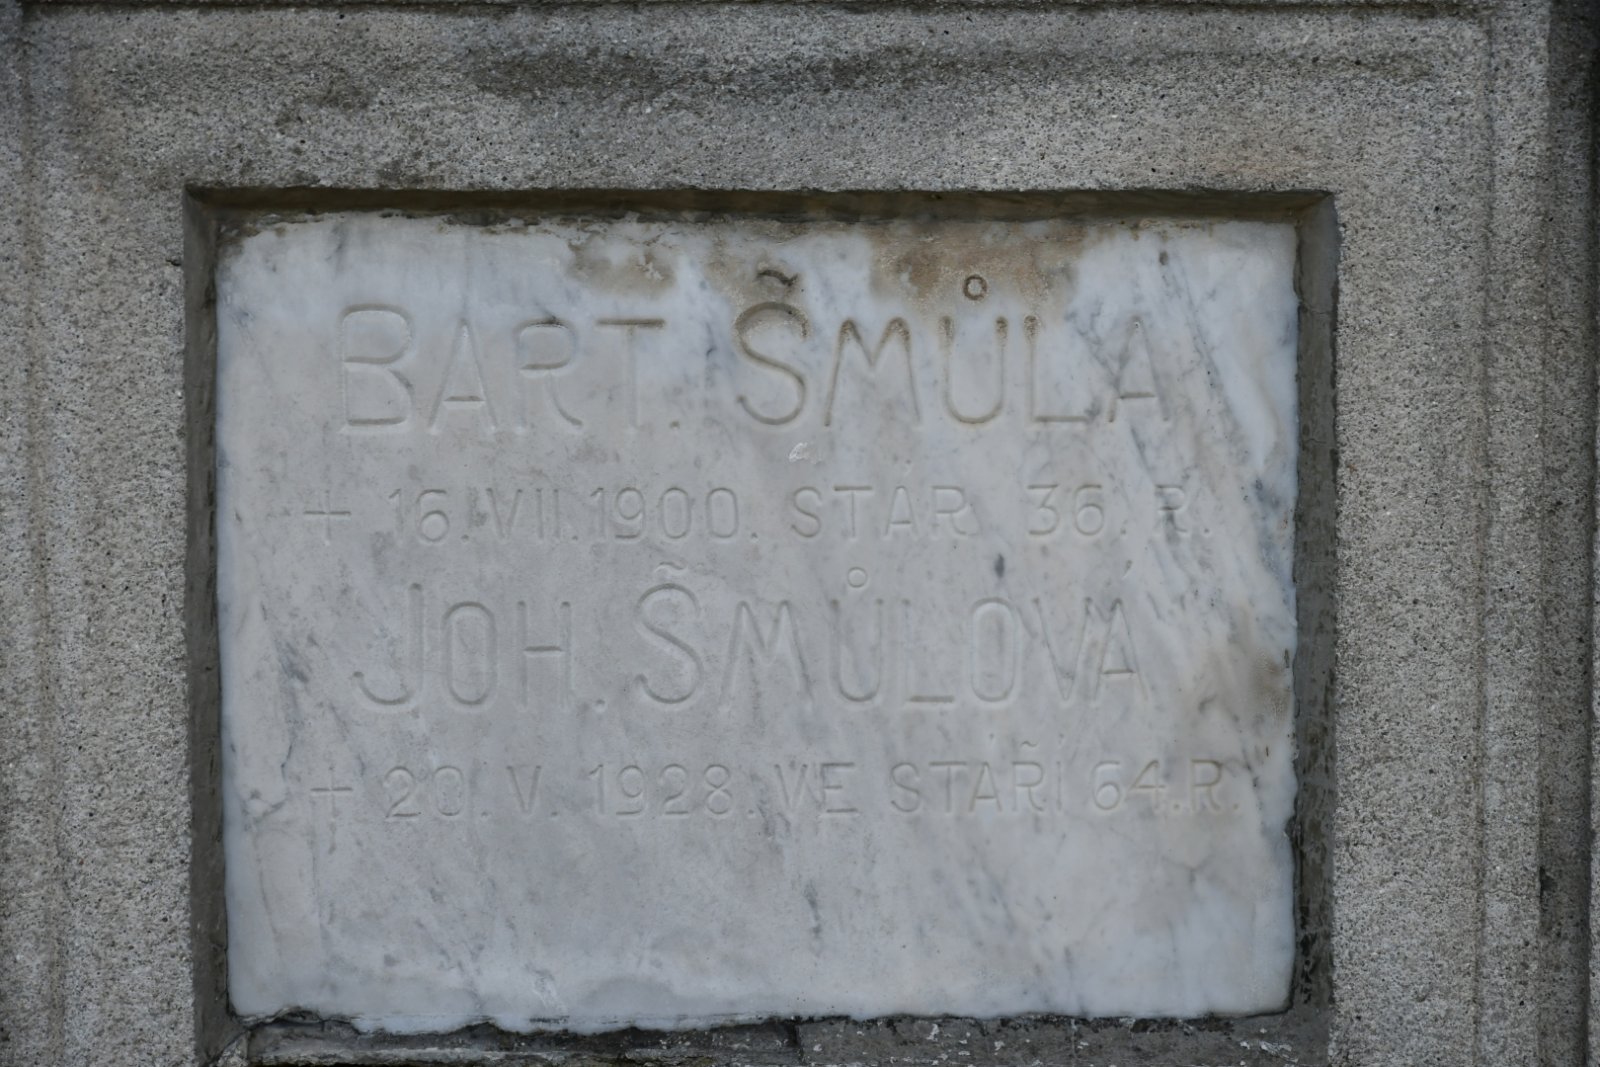 BART. ŠMŮLA
+ 16. VII. 1900. STÁR 36. R.
JOH. ŠMŮLOVÁ
+ 20. V. 1928. VE STÁŘÍ 64. R.